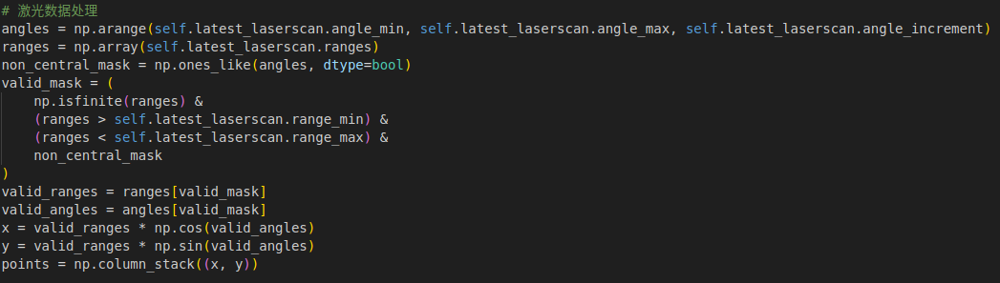 # 激光数据处理
angles = np.arange(self.latest_laserscan.angle_min, self.latest_laserscan.angle_max, self.latest_laserscan.angle_increment)
ranges = np.array(self.latest_laserscan.ranges)
non_central_mask = np.ones_like(angles, dtype=bool)
valid_mask = (
    np.isfinite(ranges) &
    (ranges > self.latest_laserscan.range_min) &
    (ranges < self.latest_laserscan.range_max) &
    non_central_mask
)
valid_ranges = ranges[valid_mask]
valid_angles = angles[valid_mask]
x = valid_ranges * np.cos(valid_angles)
y = valid_ranges * np.sin(valid_angles)
points = np.column_stack((x, y))